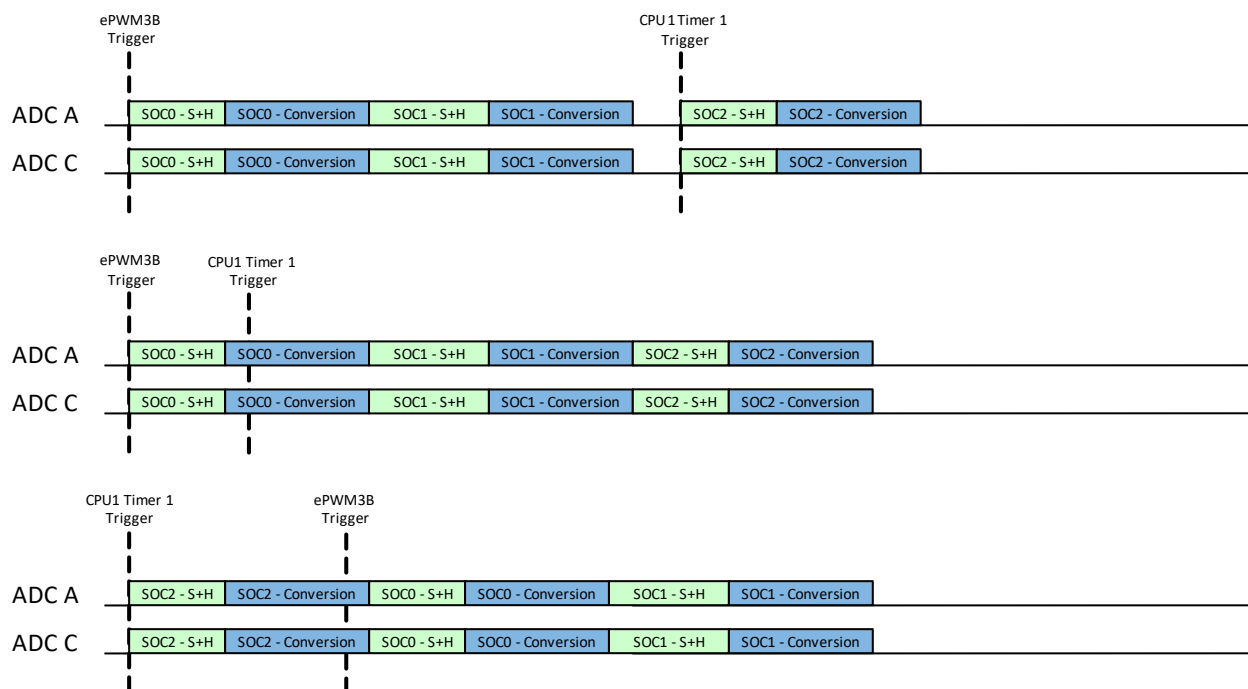 ePWM3B
Trigger
CPU1 Timer 1
Trigger
ADC A
SOC0 - S+H
SOC0 - Conversion
SOC1 - S+H
SOC1 - Conversion
SOC2 - S+H
SOC2 - Conversion
ADC C
SOC0 - S+H
SOC0 - Conversion
SOC1 - S+H
SOC1 - Conversion
SOC2 - S+H
SOC2 - Conversion
ePWM3B
Trigger
CPU1 Timer 1
Trigger
ADC A
SOC0 - S+H
SOC0 - Conversion
SOC1 - S+H
SOC1 - Conversion
SOC2 - S+H
SOC2 - Conversion
ADC C
SOC0 - S+H
SOC0 - Conversion
SOC1 - S+H
SOC1 - Conversion
SOC2 - S+H
SOC2 - Conversion
CPU1 Timer 1
Trigger
ePWM3B
Trigger
ADC A
SOC2 - S+H
SOC2 - Conversion
SOC0 - S+H
SOC0 - Conversion
SOC1 - S+H
SOC1 - Conversion
ADC C
SOC2 - S+H
SOC2 - Conversion
SOC0 - S+H
SOC0 - Conversion
SOC1 - S+H
SOC1 - Conversion